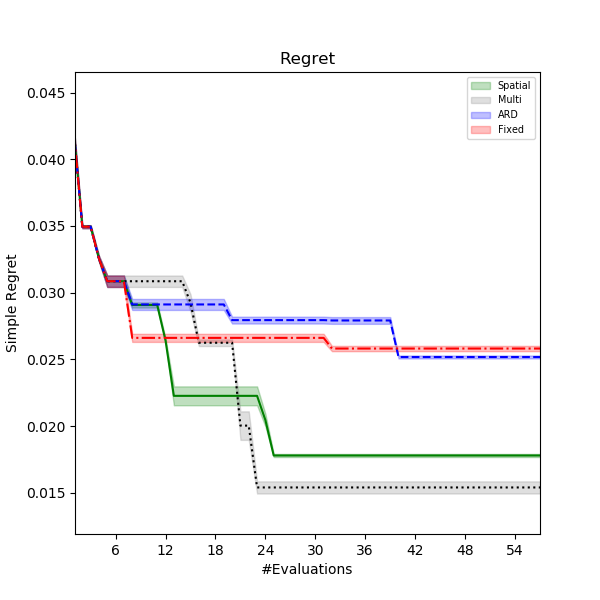 Regret
Spatial
Multi
ARD
Fixed
0.045
0.040
0.035
0.030
0.025
0.020
0.015
Simple Regret
6 12 18 24 30 36 42 48 54
#Evaluations